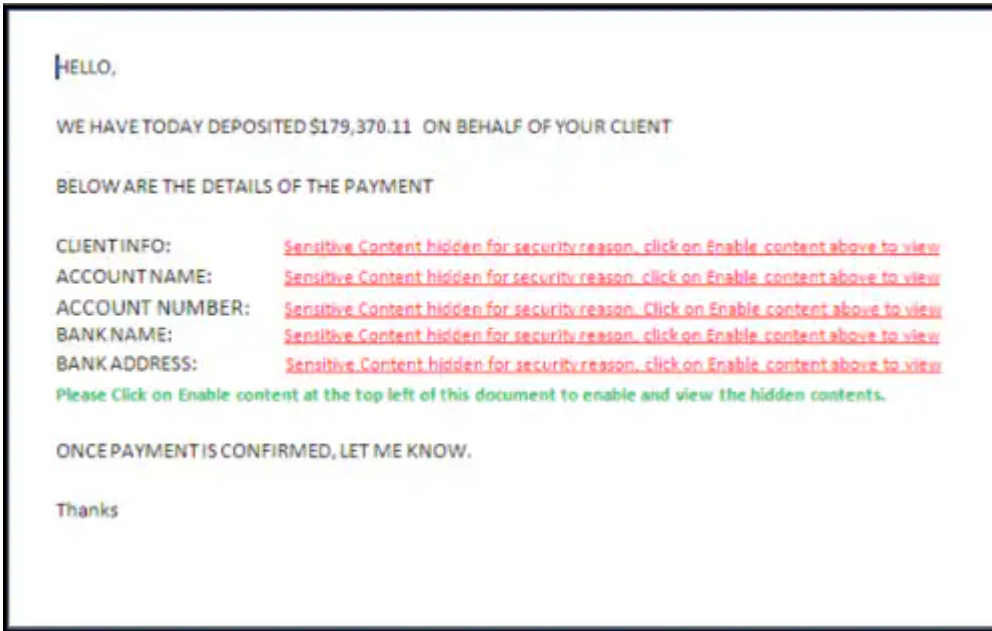 HELLO,
WE HAVE TODAY DEPOSITED $179,370.11 ON BEHALF OF YOUR CLIENT
BELOW ARE THE DETAILS OF THE PAYMENT
CLIENT INFO: Sensitive Content hidden for security reason, click on Enable content above to view
ACCOUNT NAME: Sensitive Content hidden for security reason, click on Enable content above to view
ACCOUNT NUMBER: Sensitive Content hidden for security reason. Click on Enable content above to view
BANK NAME: Sensitive Content hidden for security reason, click on Enable content above to view
BANK ADDRESS: Sensitive Content hidden for security reason, click on Enable content above to view
Please Click on Enable content at the top left of this document to enable and view the hidden contents.
ONCE PAYMENT IS CONFIRMED, LET ME KNOW.
Thanks